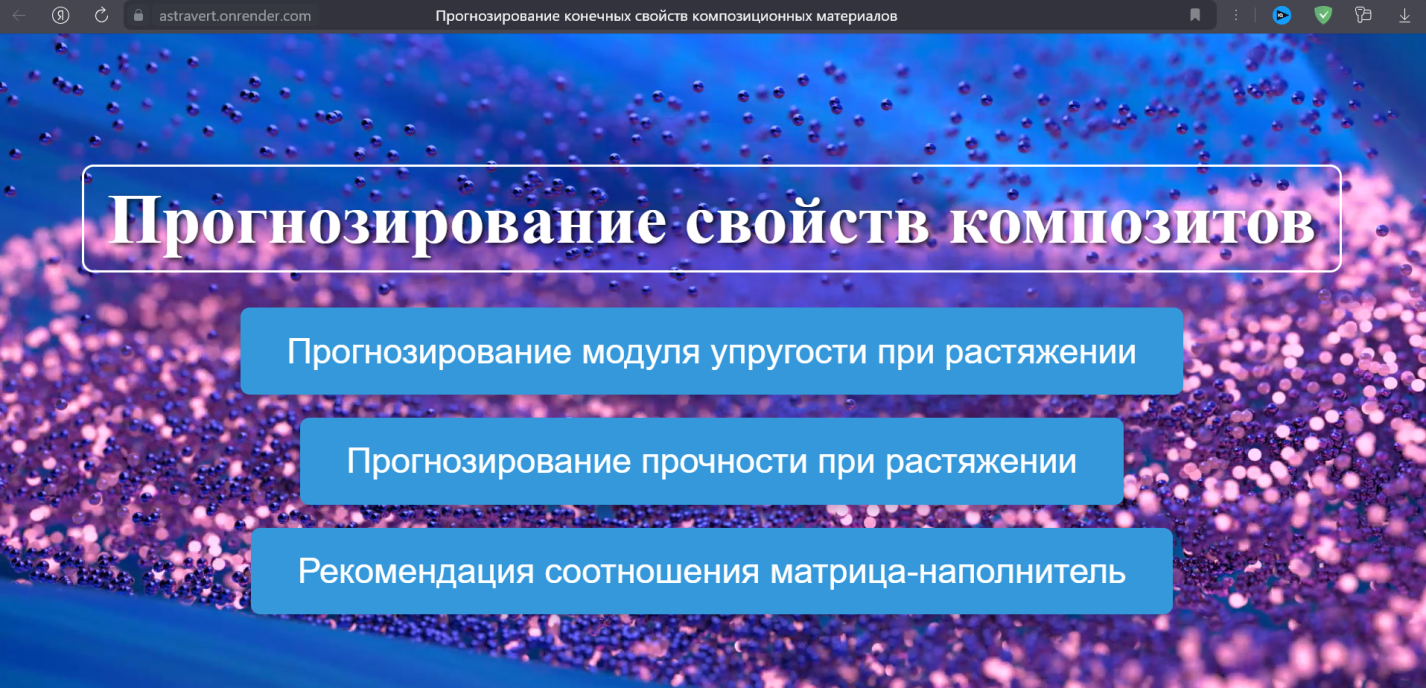 astravert.onrender.com Прогнозирование конечных свойств композиционных материалов
Прогнозирование свойств композитов
Прогнозирование модуля упругости при растяжении
Прогнозирование прочности при растяжении
Рекомендация соотношения матрица-наполнитель